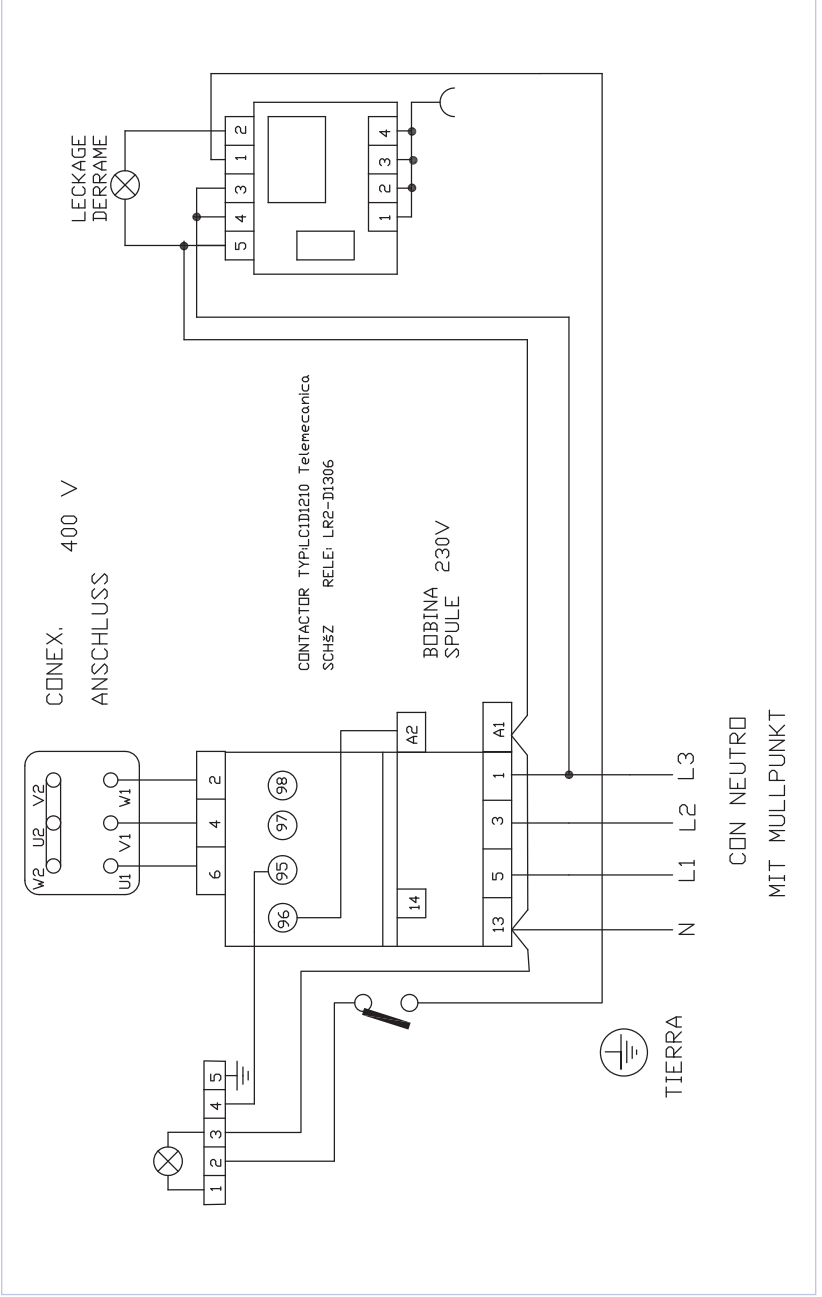 W2 U2 V2
CONEX.
400 V
LECKAGE
DERRAME
ANSCHLUSS
U1 V1 W1
1 2 3 4 5
6 4 2
5 4 3 1 2
96 95 97 98
CONTACTOR TYP:LC1D1210 Telemecanica
SCHšZ RELE: LR2-D1306
1 2 3 4
14 A2
BOBINA 230V
SPULE
13 5 3 1 A1
TIERRA
N L1 L2 L3
CON NEUTRO
MIT MULLPUNKT